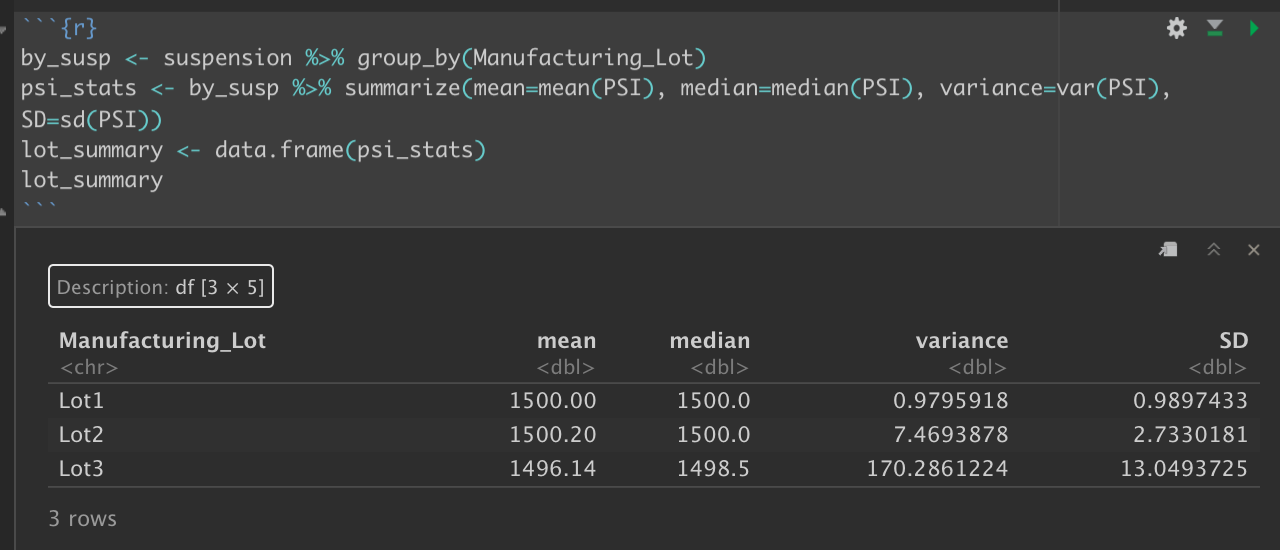 ```{r}
by_susp <- suspension %>% group_by(Manufacturing_Lot)
psi_stats <- by_susp %>% summarize(mean=mean(PSI), median=median(PSI), variance=var(PSI),
SD=sd(PSI))
lot_summary <- data.frame(psi_stats)
lot_summary
```
Description: df [3 × 5]
Manufacturing_Lot mean median variance SD
<chr> <dbl> <dbl> <dbl> <dbl>
Lot1 1500.00 1500.0 0.9795918 0.9897433
Lot2 1500.20 1500.0 7.4693878 2.7330181
Lot3 1496.14 1498.5 170.2861224 13.0493725
3 rows